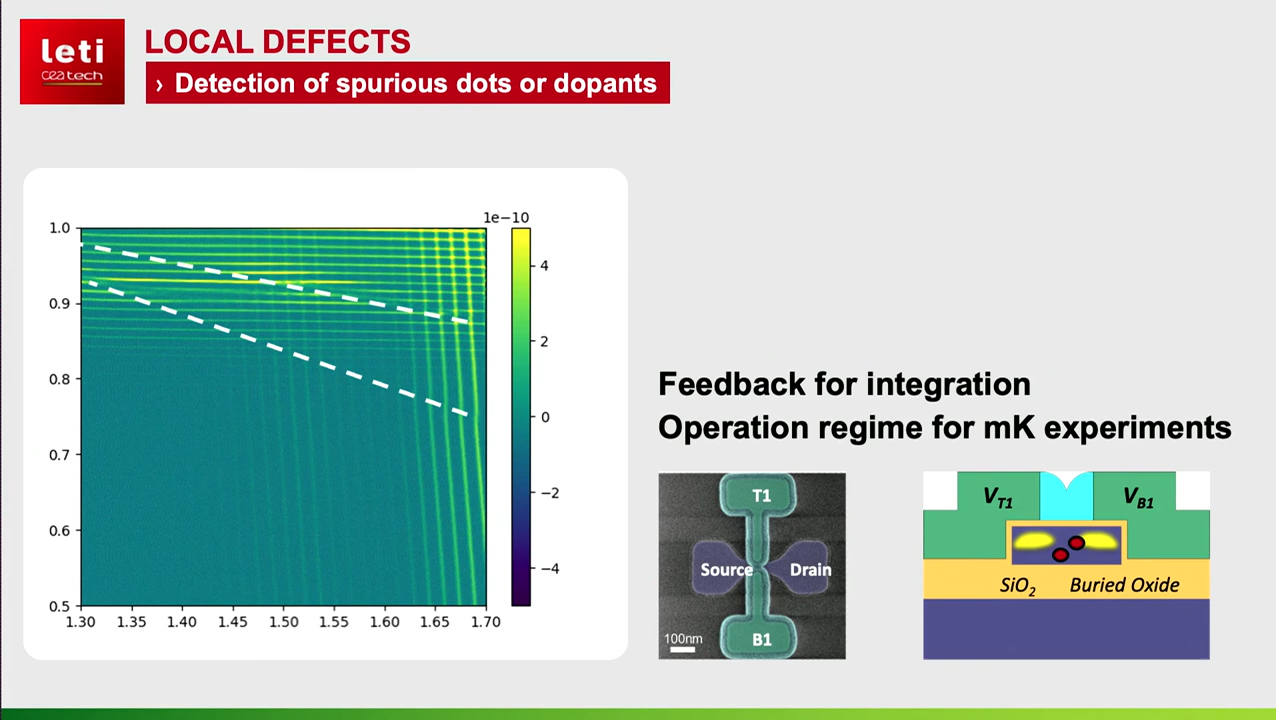 leti
ceatech
LOCAL DEFECTS
› Detection of spurious dots or dopants
1e−10
1.0
0.9
0.8
0.7
0.6
0.5
1.30 1.35 1.40 1.45 1.50 1.55 1.60 1.65 1.70
4
2
0
−2
−4
Feedback for integration
Operation regime for mK experiments
T1
Source Drain
B1
100nm
VT1 VB1
SiO2 Buried Oxide